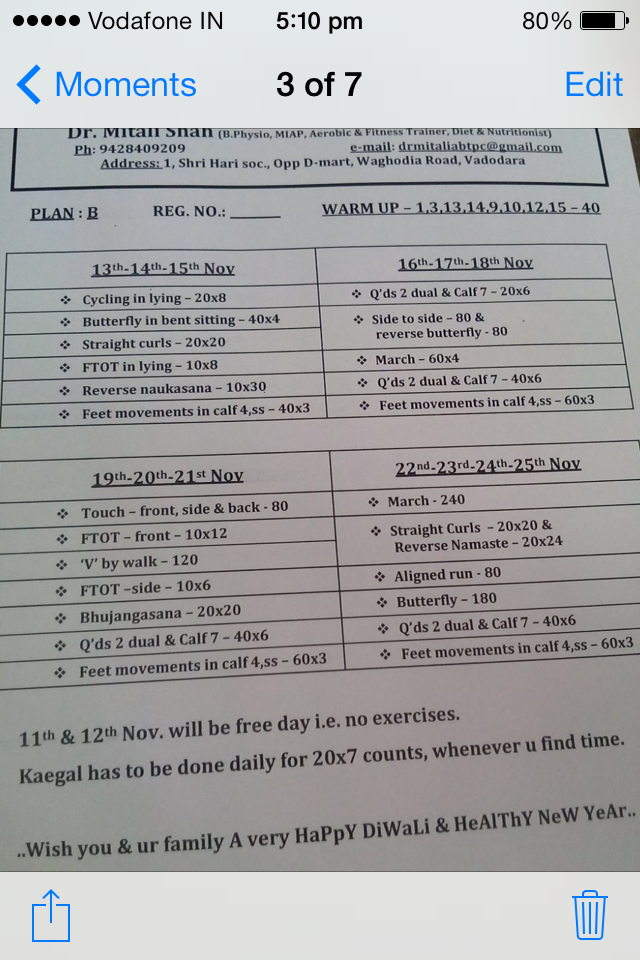 Vodafone IN 5:10 pm 80%
Moments 3 of 7 Edit
Dr. Mitali Shah (B.Physio, MIAP, Aerobic & Fitness Trainer, Diet & Nutritionist)
Ph: 9428409209 e-mail: drmitaliabtpc@gmail.com
Address: 1, Shri Hari soc., Opp D-mart, Waghodia Road, Vadodara
PLAN : B REG. NO.: ______ WARM UP – 1,3,13,14,9,10,12,15 – 40
13th-14th-15th Nov
❖ Cycling in lying – 20x8
❖ Butterfly in bent sitting – 40x4
❖ Straight curls – 20x20
❖ FTOT in lying – 10x8
❖ Reverse naukasana – 10x30
❖ Feet movements in calf 4,ss – 40x3
16th-17th-18th Nov
❖ Q'ds 2 dual & Calf 7 – 20x6
❖ Side to side – 80 &
reverse butterfly - 80
❖ March – 60x4
❖ Q'ds 2 dual & Calf 7 – 40x6
❖ Feet movements in calf 4,ss – 60x3
19th-20th-21st Nov
❖ Touch – front, side & back - 80
❖ FTOT – front – 10x12
❖ 'V' by walk – 120
❖ FTOT –side – 10x6
❖ Bhujangasana – 20x20
❖ Q'ds 2 dual & Calf 7 – 40x6
❖ Feet movements in calf 4,ss – 60x3
22nd-23rd-24th-25th Nov
❖ March - 240
❖ Straight Curls – 20x20 &
Reverse Namaste – 20x24
❖ Aligned run - 80
❖ Butterfly – 180
❖ Q'ds 2 dual & Calf 7 – 40x6
❖ Feet movements in calf 4,ss – 60x3
11th & 12th Nov. will be free day i.e. no exercises.
Kaegal has to be done daily for 20x7 counts, whenever u find time.
..Wish you & ur family A very HaPpY DiWaLi & HeAlThY NeW YeAr..